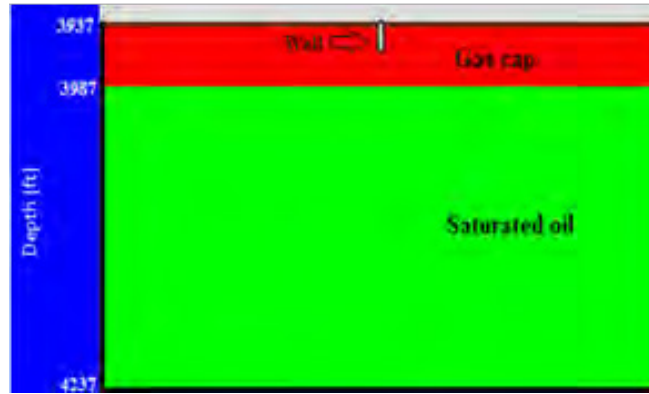 3937
Well
Gas cap
3987
Depth (ft)
Saturated oil
4237